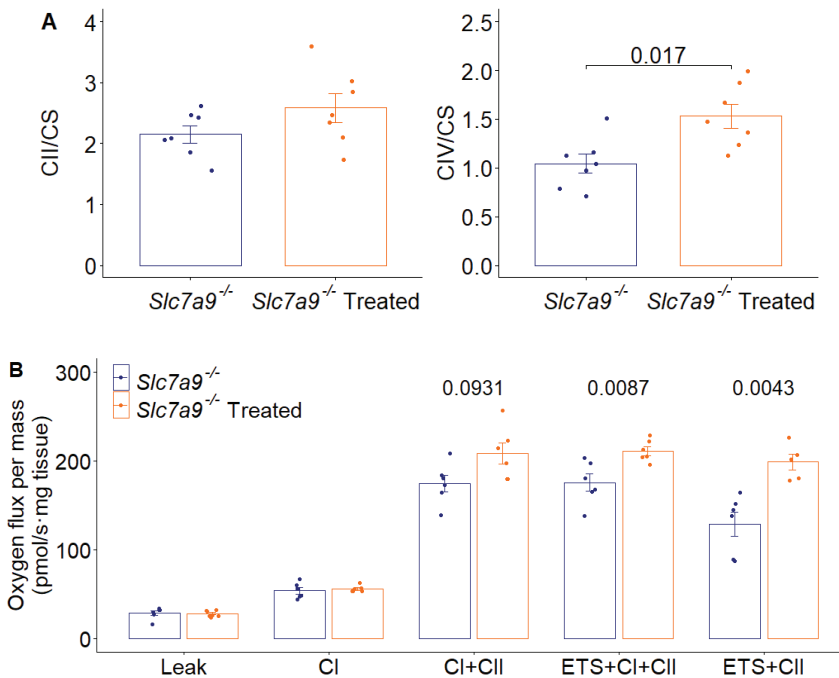 A
CII/CS
4
3
2
1
0
Slc7a9-/-
Slc7a9-/- Treated
CIV/CS
2.5
2.0
1.5
1.0
0.5
0.0
0.017
Slc7a9-/-
Slc7a9-/- Treated
B
Oxygen flux per mass
(pmol/s·mg tissue)
300
200
100
0
Slc7a9-/-
Slc7a9-/- Treated
0.0931
0.0087
0.0043
Leak
CI
CI+CII
ETS+CI+CII
ETS+CII